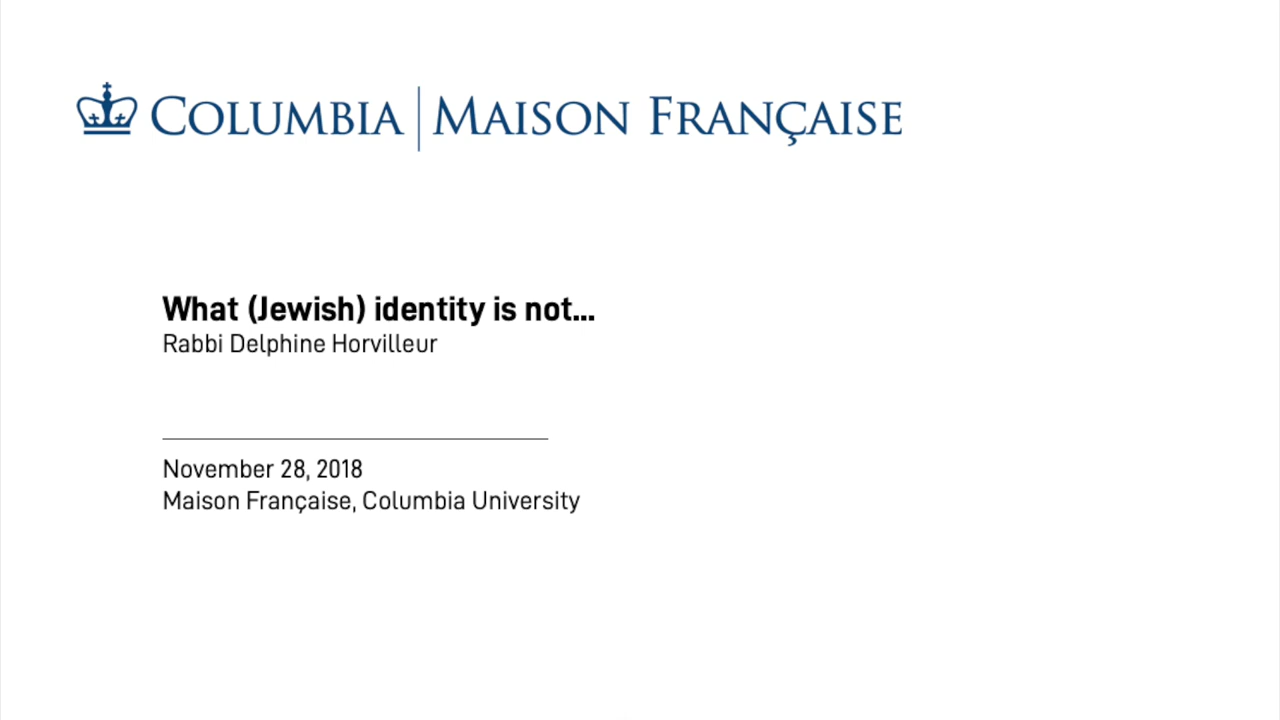 COLUMBIA | MAISON FRANÇAISE
What (Jewish) identity is not...
Rabbi Delphine Horvilleur
November 28, 2018
Maison Française, Columbia University